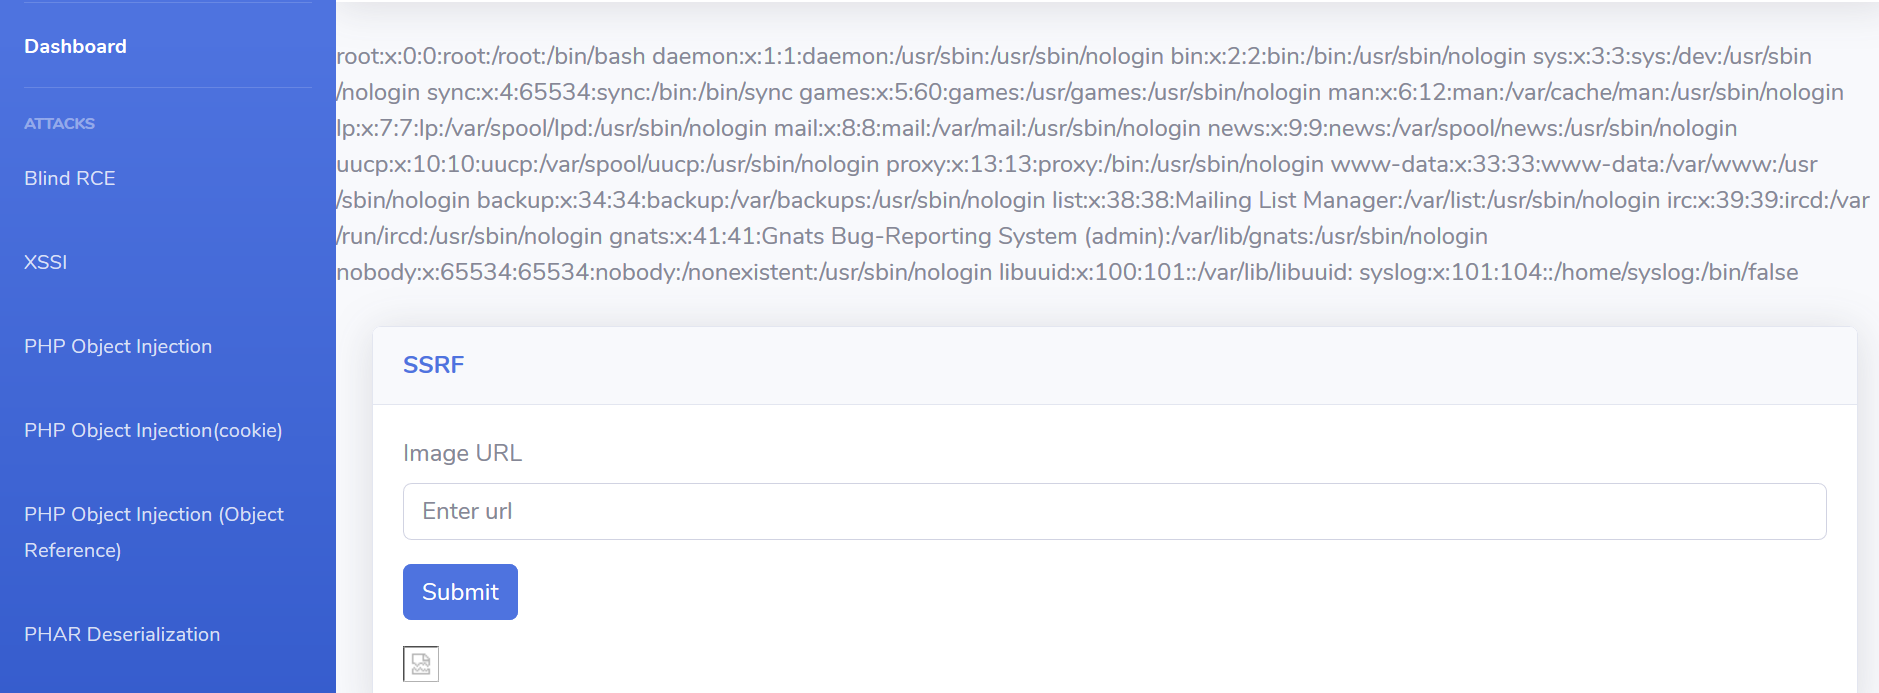 Dashboard
ATTACKS
Blind RCE
XSSI
PHP Object Injection
PHP Object Injection(cookie)
PHP Object Injection (Object
Reference)
PHAR Deserialization
root:x:0:0:root:/root:/bin/bash daemon:x:1:1:daemon:/usr/sbin:/usr/sbin/nologin bin:x:2:2:bin:/bin:/usr/sbin/nologin sys:x:3:3:sys:/dev:/usr/sbin
/nologin sync:x:4:65534:sync:/bin:/bin/sync games:x:5:60:games:/usr/games:/usr/sbin/nologin man:x:6:12:man:/var/cache/man:/usr/sbin/nologin
lp:x:7:7:lp:/var/spool/lpd:/usr/sbin/nologin mail:x:8:8:mail:/var/mail:/usr/sbin/nologin news:x:9:9:news:/var/spool/news:/usr/sbin/nologin
uucp:x:10:10:uucp:/var/spool/uucp:/usr/sbin/nologin proxy:x:13:13:proxy:/bin:/usr/sbin/nologin www-data:x:33:33:www-data:/var/www:/usr
/sbin/nologin backup:x:34:34:backup:/var/backups:/usr/sbin/nologin list:x:38:38:Mailing List Manager:/var/list:/usr/sbin/nologin irc:x:39:39:ircd:/var
/run/ircd:/usr/sbin/nologin gnats:x:41:41:Gnats Bug-Reporting System (admin):/var/lib/gnats:/usr/sbin/nologin
nobody:x:65534:65534:nobody:/nonexistent:/usr/sbin/nologin libuuid:x:100:101::/var/lib/libuuid: syslog:x:101:104::/home/syslog:/bin/false
SSRF
Image URL
Enter url
Submit